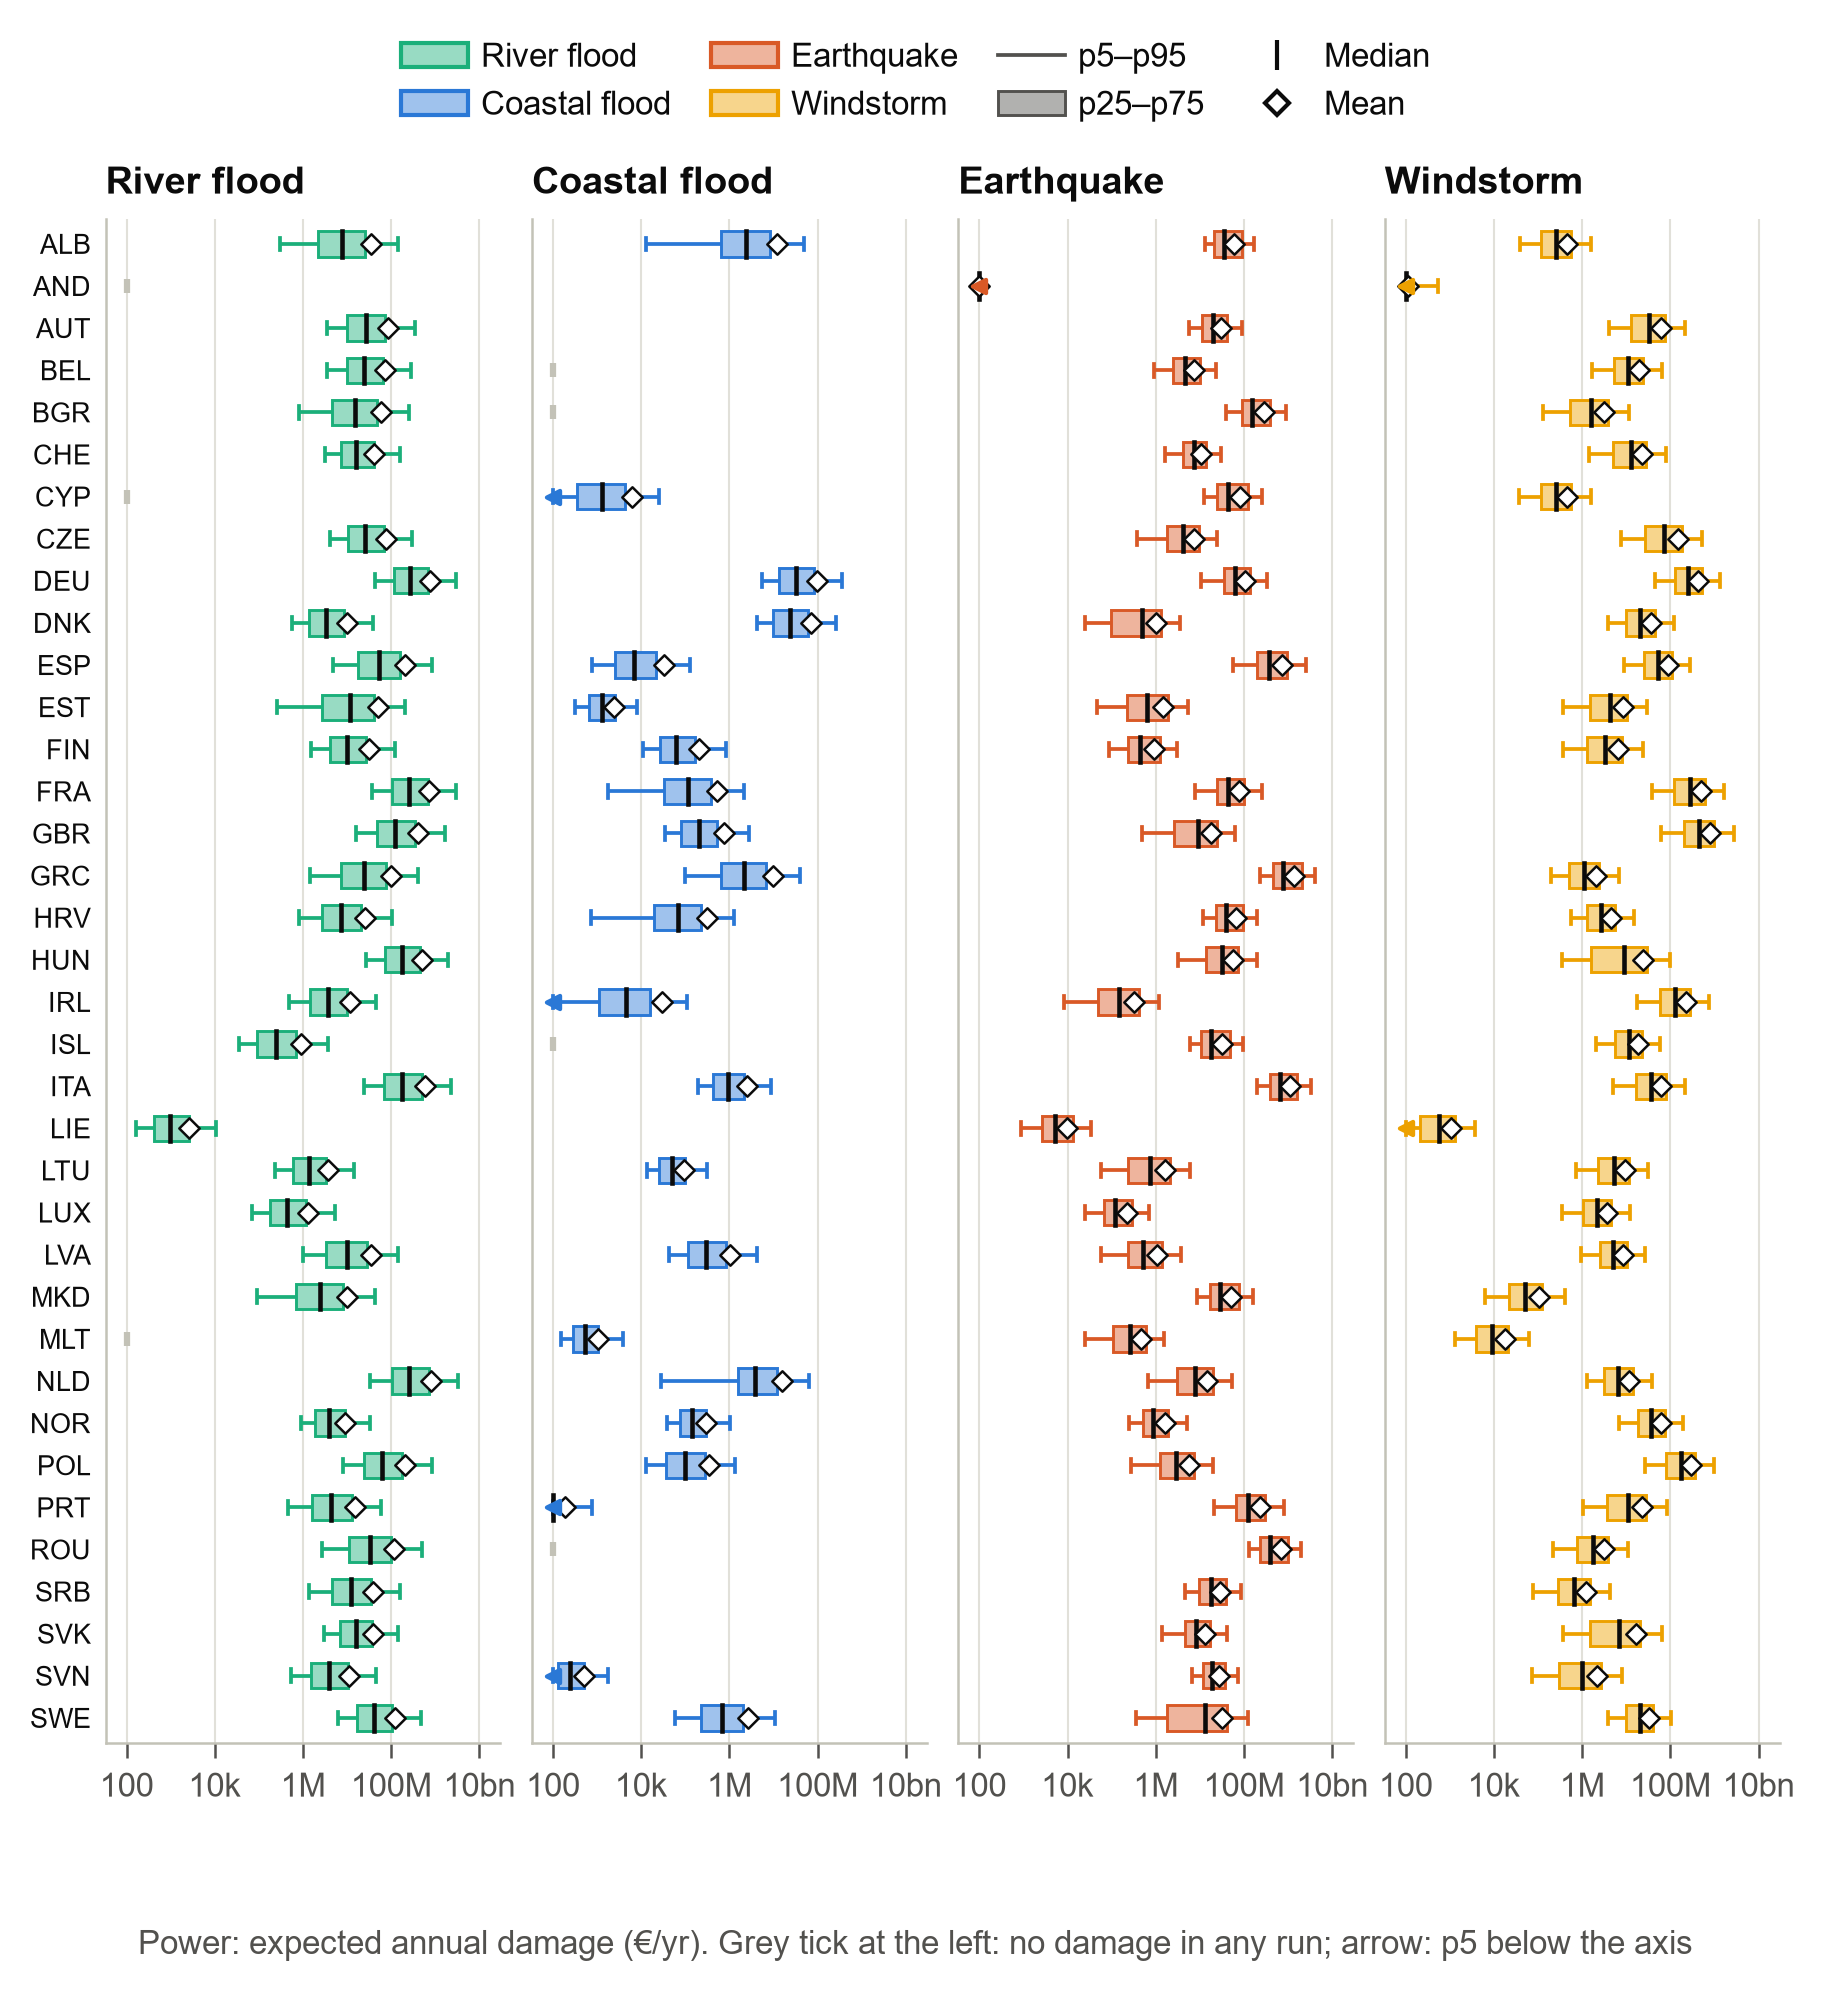 River flood
Earthquake
p5–p95
Median
Coastal flood
Windstorm
p25–p75
Mean
River flood
Coastal flood
Earthquake
Windstorm
ALB
AND
AUT
BEL
BGR
CHE
CYP
CZE
DEU
DNK
ESP
EST
FIN
FRA
GBR
GRC
HRV
HUN
IRL
ISL
ITA
LIE
LTU
LUX
LVA
MKD
MLT
NLD
NOR
POL
PRT
ROU
SRB
SVK
SVN
SWE
100 10k 1M 100M 10bn
100 10k 1M 100M 10bn
100 10k 1M 100M 10bn
100 10k 1M 100M 10bn
Power: expected annual damage (€/yr). Grey tick at the left: no damage in any run; arrow: p5 below the axis